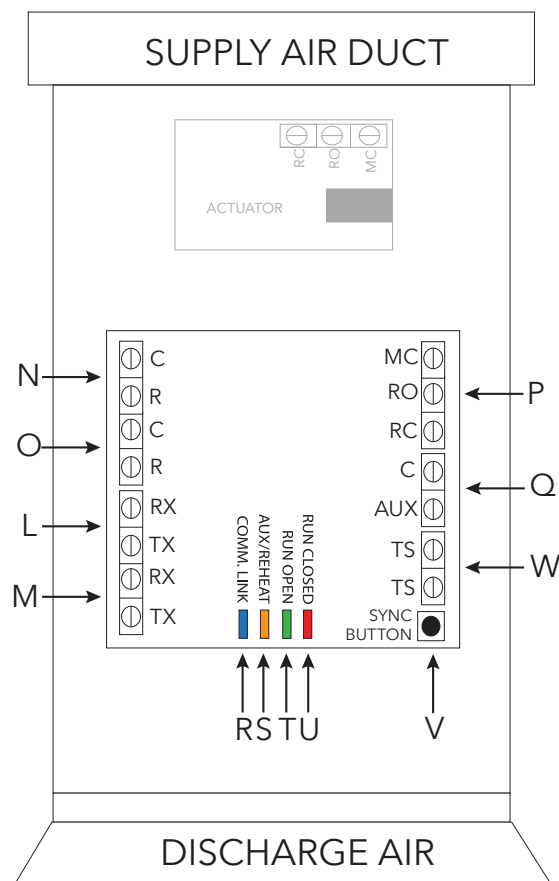 SUPPLY AIR DUCT
RC
RO
MC
ACTUATOR
N
O
L
M
C
R
C
R
RX
TX
RX
TX
COMM. LINK
AUX/REHEAT
RUN OPEN
RUN CLOSED
MC
RO
RC
C
AUX
TS
TS
SYNC
BUTTON
P
Q
W
R S T U
V
DISCHARGE AIR